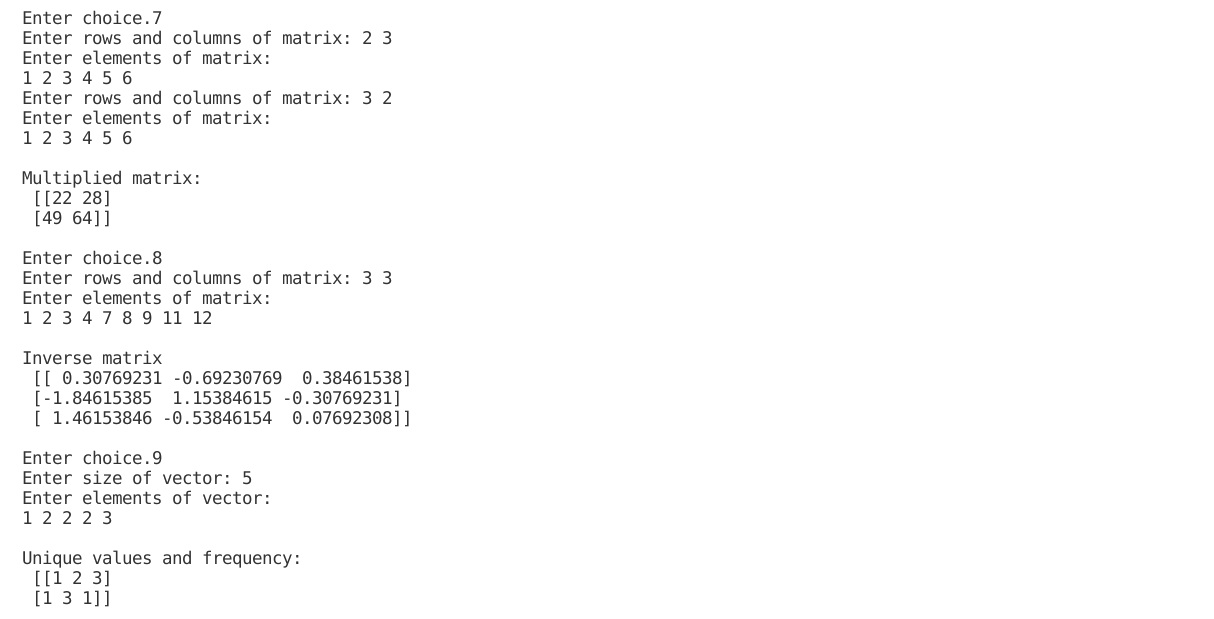 Enter choice.7
Enter rows and columns of matrix: 2 3
Enter elements of matrix:
1 2 3 4 5 6
Enter rows and columns of matrix: 3 2
Enter elements of matrix:
1 2 3 4 5 6
Multiplied matrix:
[[22 28]
[49 64]]
Enter choice.8
Enter rows and columns of matrix: 3 3
Enter elements of matrix:
1 2 3 4 7 8 9 11 12
Inverse matrix
[[ 0.30769231 -0.69230769  0.38461538]
[-1.84615385  1.15384615 -0.30769231]
[ 1.46153846 -0.53846154  0.07692308]]
Enter choice.9
Enter size of vector: 5
Enter elements of vector:
1 2 2 2 3
Unique values and frequency:
[[1 2 3]
[1 3 1]]